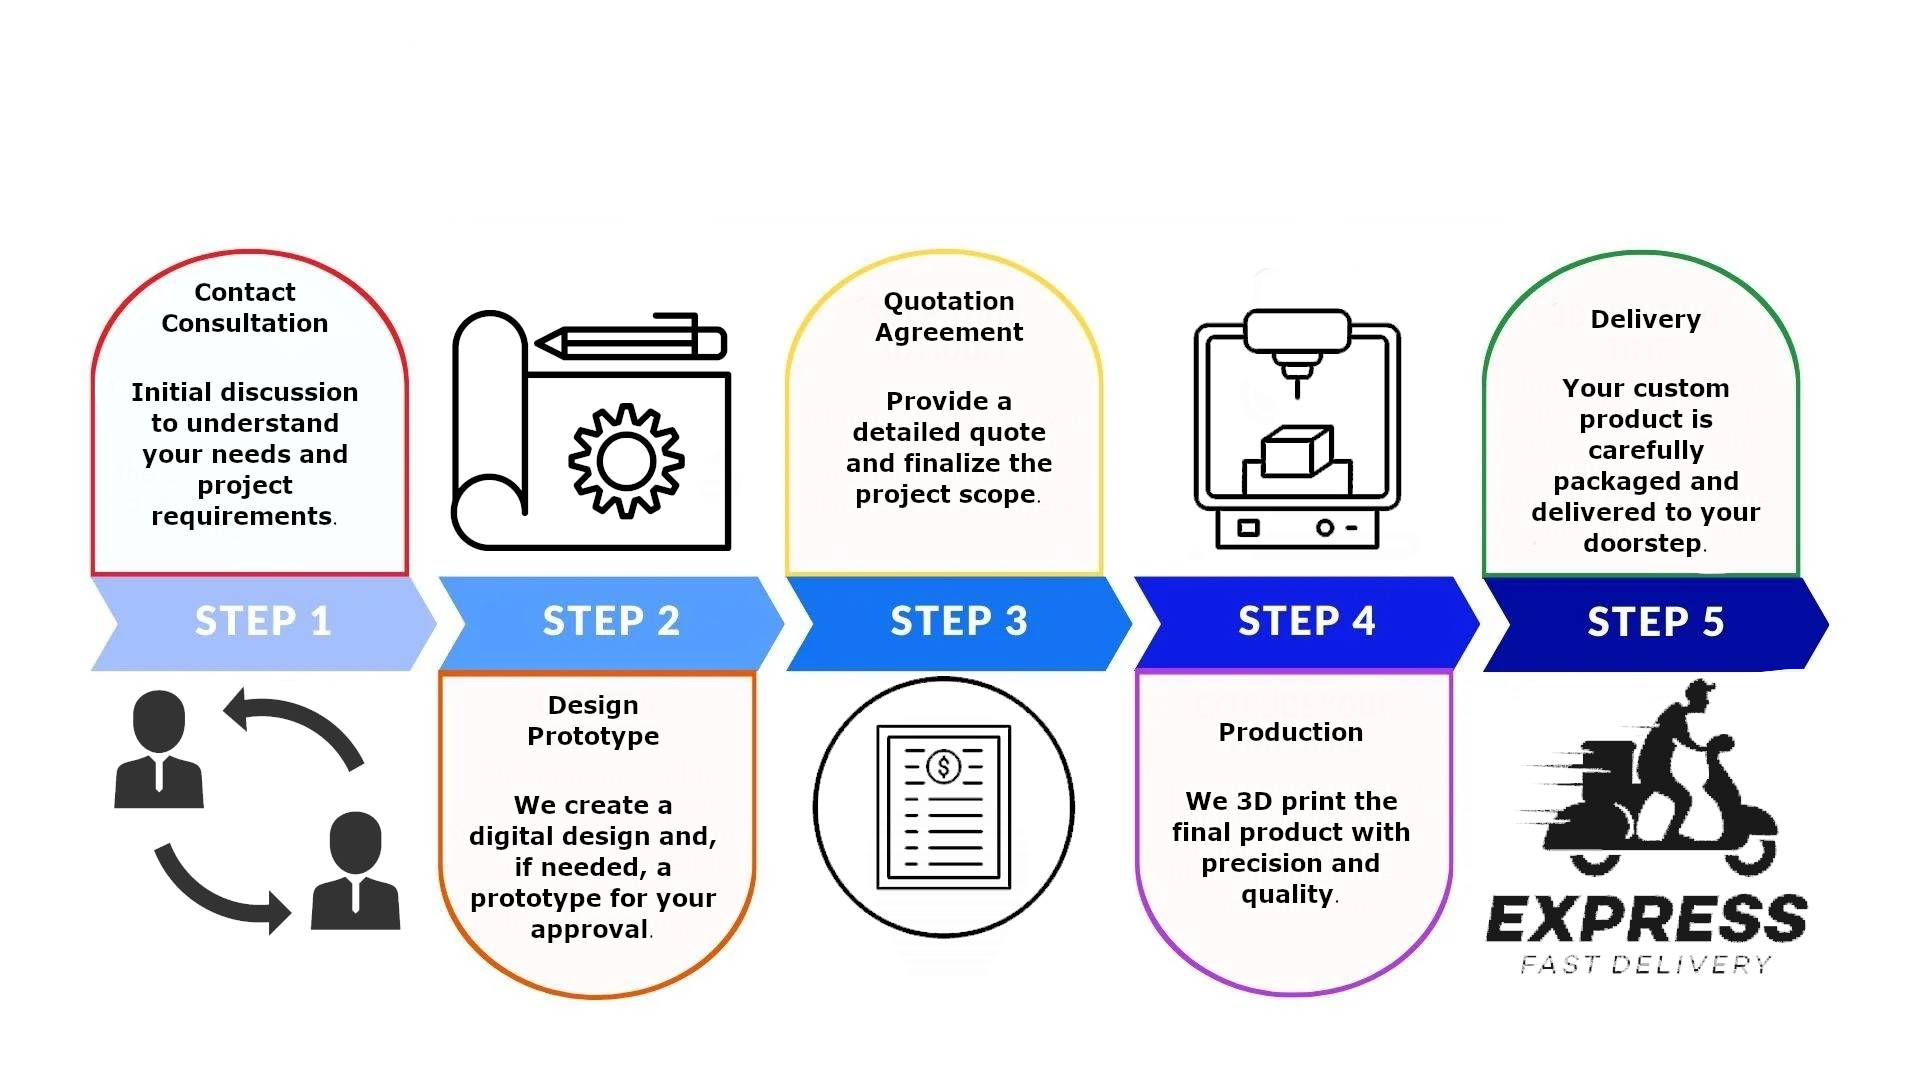 Contact
Consultation
Initial discussion
to understand
your needs and
project
requirements.
STEP 1
STEP 2
Design
Prototype
We create a
digital design and,
if needed, a
prototype for your
approval.
Quotation
Agreement
Provide a
detailed quote
and finalize the
project scope.
STEP 3
$
STEP 4
Production
We 3D print the
final product with
precision and
quality.
Delivery
Your custom
product is
carefully
packaged and
delivered to your
doorstep.
STEP 5
EXPRESS
FAST DELIVERY